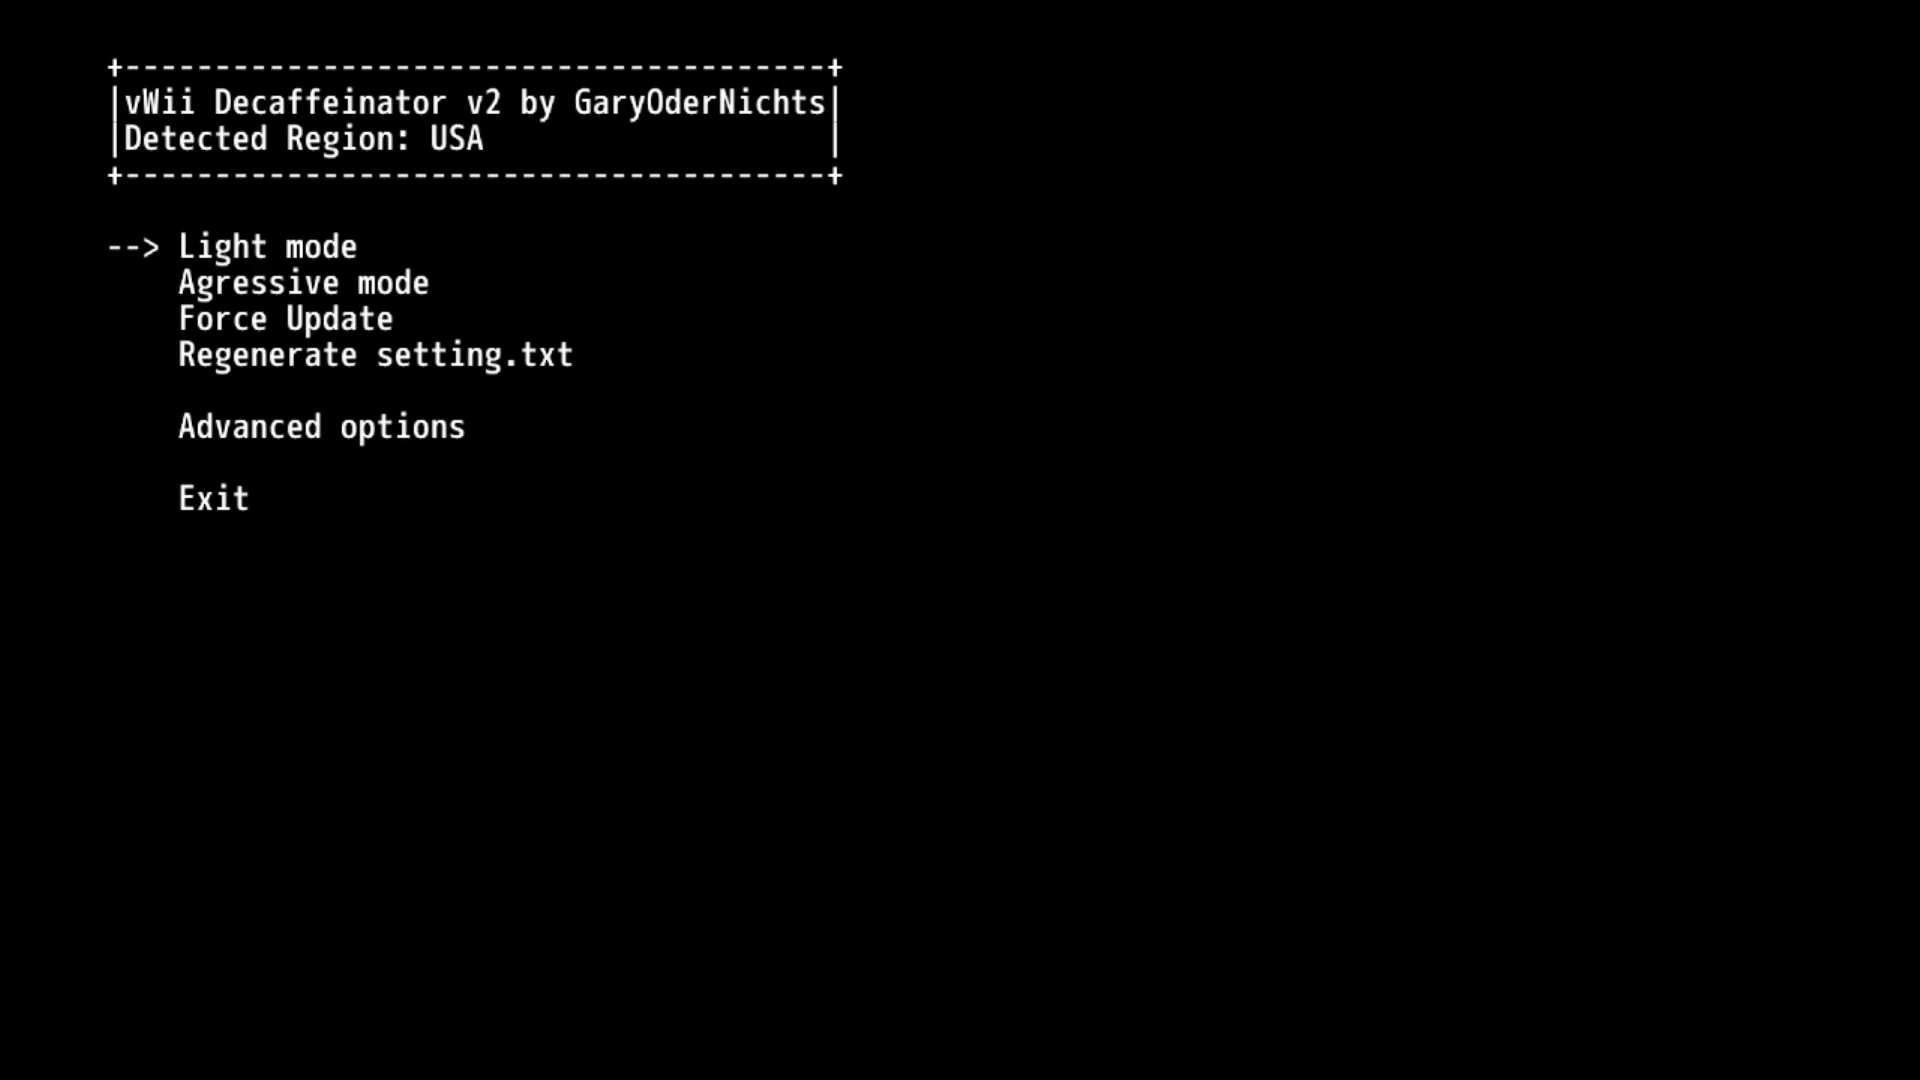 +---------------------------------------+
|vWii Decaffeinator v2 by GaryOderNichts|
|Detected Region: USA                   |
+---------------------------------------+
--> Light mode
Agressive mode
Force Update
Regenerate setting.txt
Advanced options
Exit